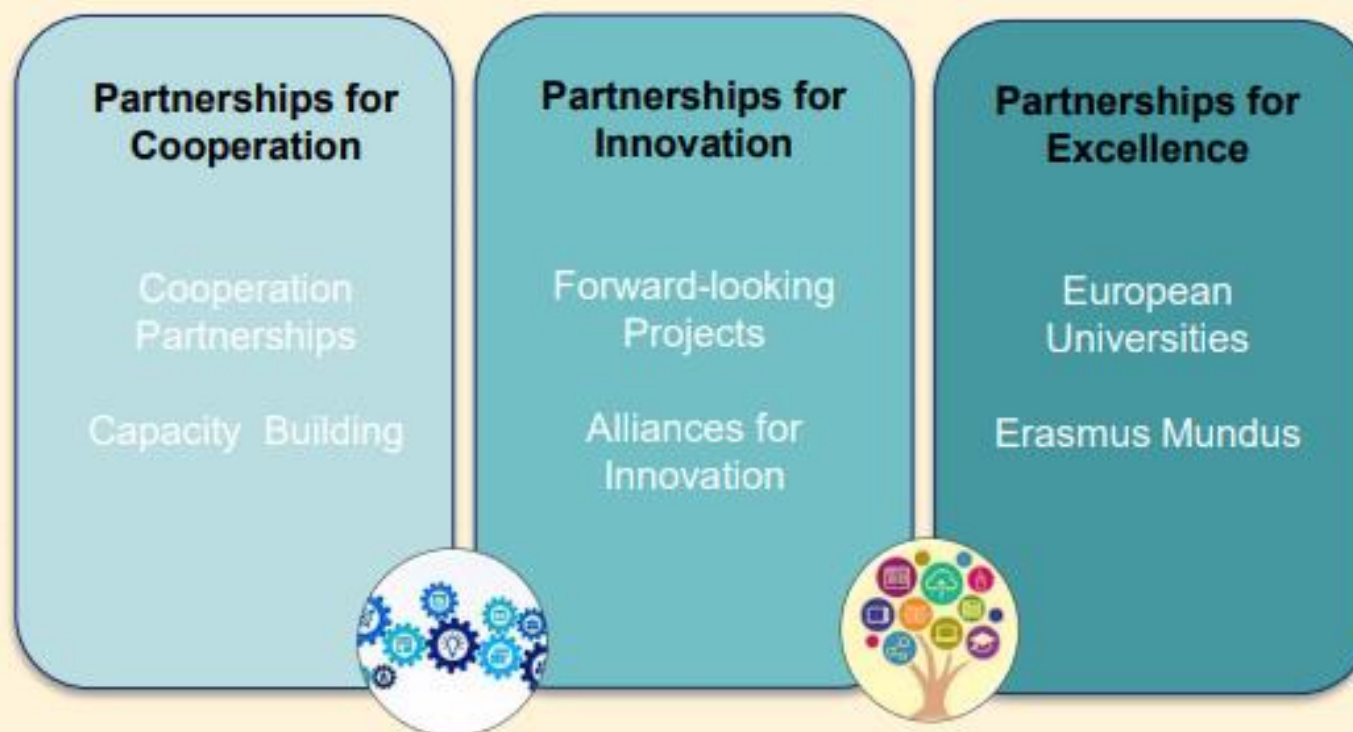 Partnerships for
Cooperation
Cooperation
Partnerships
Capacity Building
Partnerships for
Innovation
Forward-looking
Projects
Alliances for
Innovation
Partnerships for
Excellence
European
Universities
Erasmus Mundus